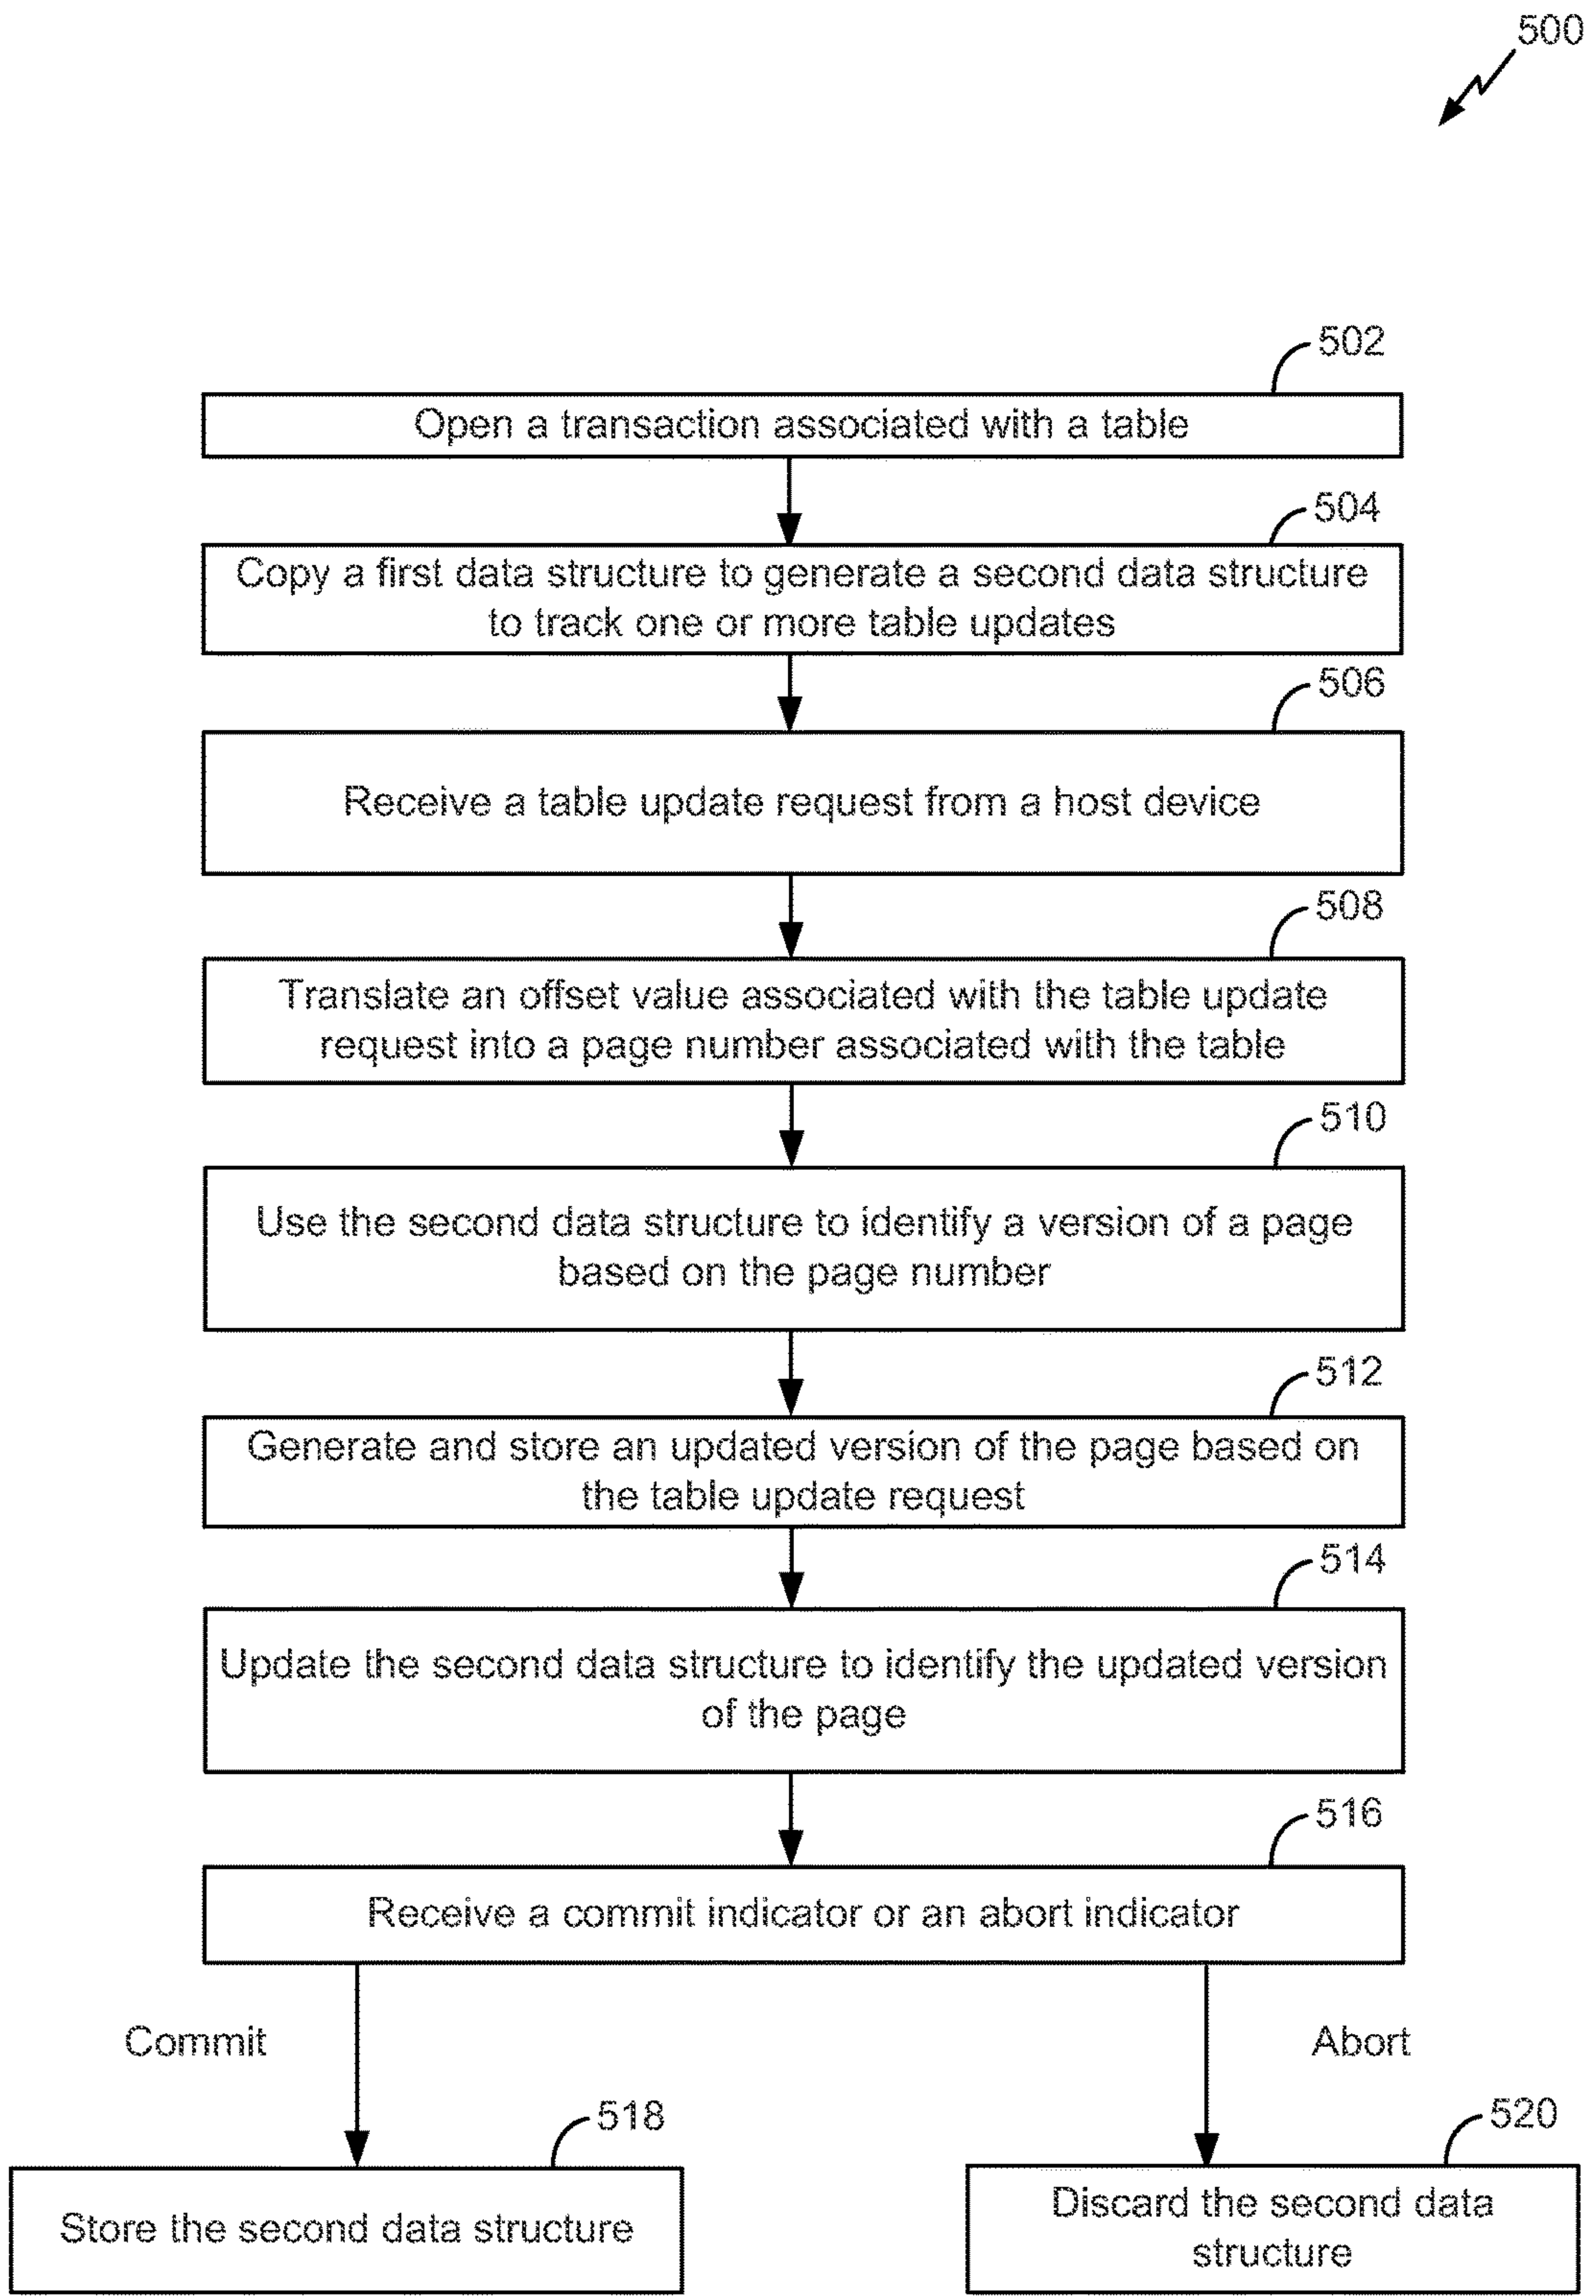 500
502
Open a transaction associated with a table
504
Copy a first data structure to generate a second data structure
to track one or more table updates
506
Receive a table update request from a host device
508
Translate an offset value associated with the table update
request into a page number associated with the table
510
Use the second data structure to identify a version of a page
based on the page number
512
Generate and store an updated version of the page based on
the table update request
514
Update the second data structure to identify the updated version
of the page
516
Receive a commit indicator or an abort indicator
Commit
Abort
518
Store the second data structure
520
Discard the second data
structure